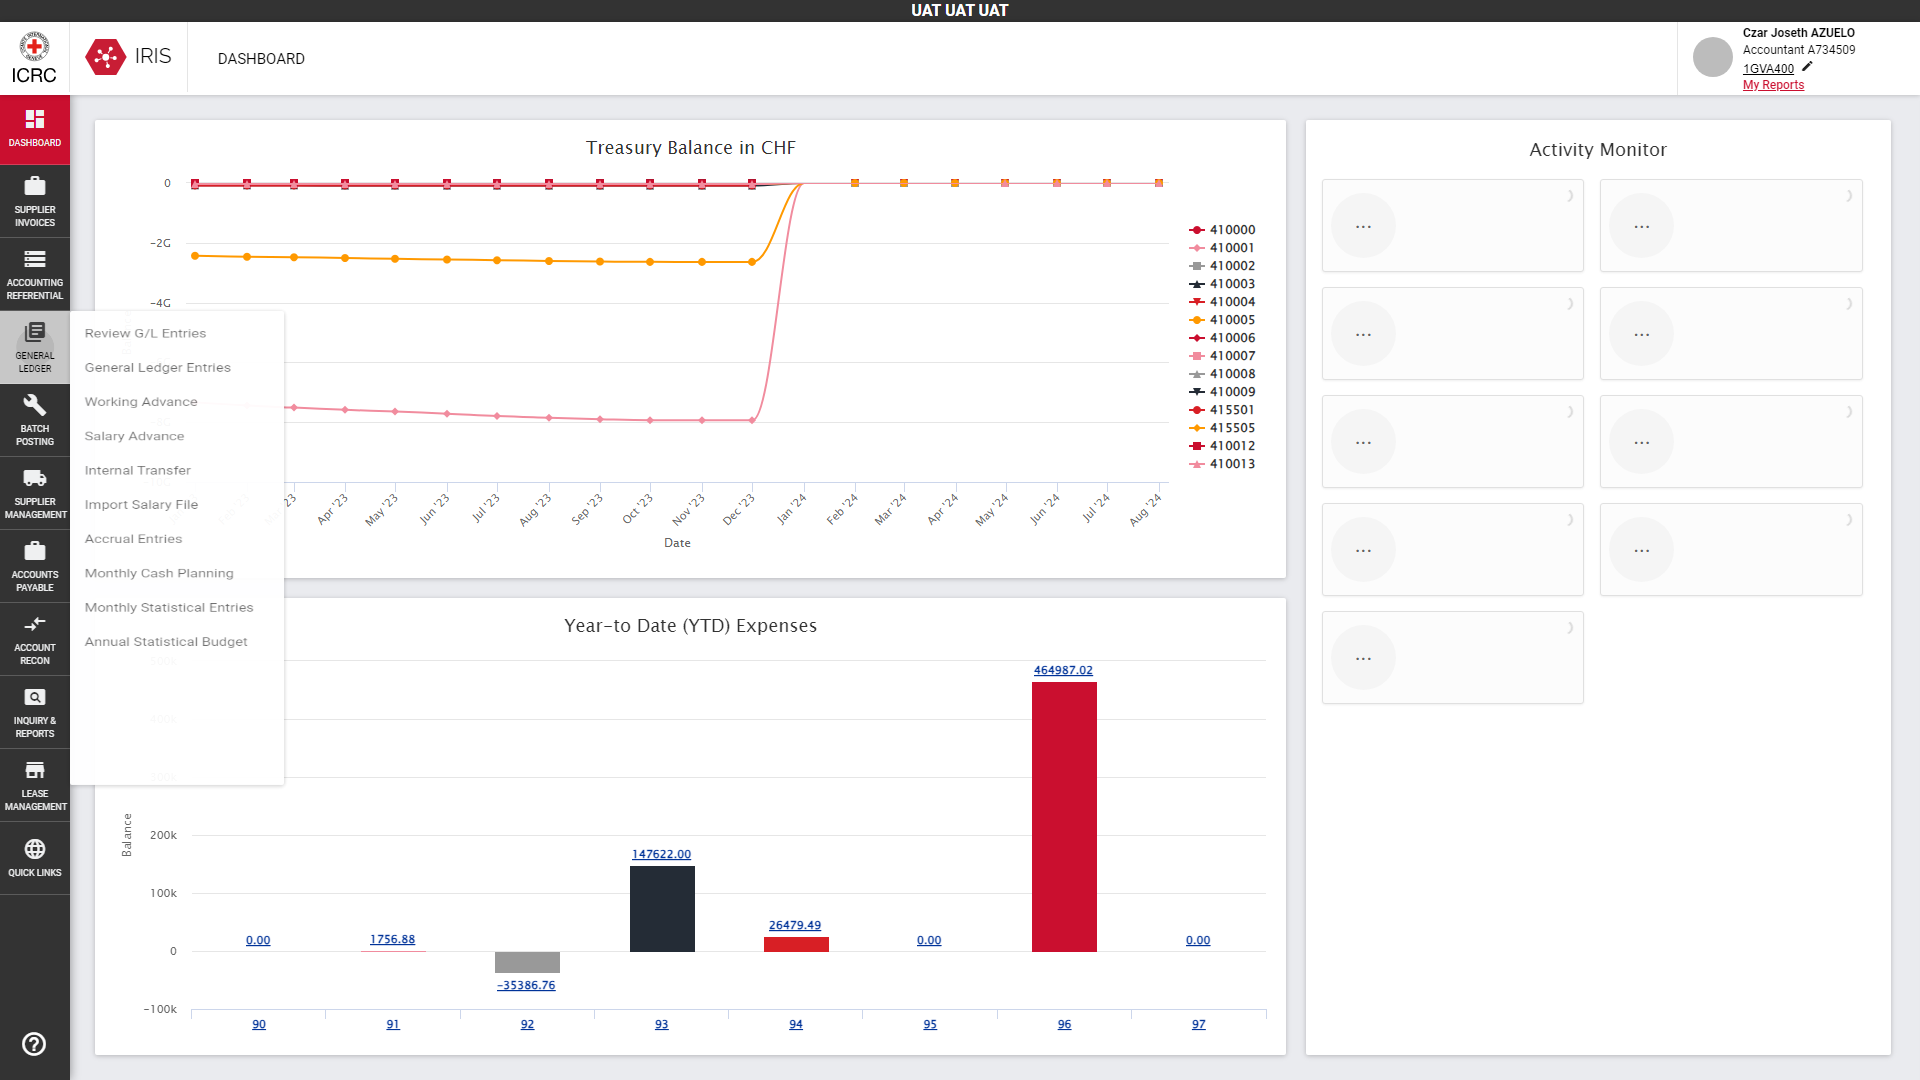 UAT UAT UAT
ICRC
IRIS
DASHBOARD
Czar Joseth AZUELO
Accountant A734509
1GVA400
My Reports
DASHBOARD
SUPPLIER
INVOICES
ACCOUNTING
REFERENTIAL
GENERAL
LEDGER
BATCH
POSTING
SUPPLIER
MANAGEMENT
ACCOUNTS
PAYABLE
ACCOUNT
RECON
INQUIRY &
REPORTS
LEASE
MANAGEMENT
QUICK LINKS
Review G/L Entries
General Ledger Entries
Working Advance
Salary Advance
Internal Transfer
Import Salary File
Accrual Entries
Monthly Cash Planning
Monthly Statistical Entries
Annual Statistical Budget
Treasury Balance in CHF
0
-2G
-4G
410000
410001
410002
410003
410004
410005
410006
410007
410008
410009
415501
415505
410012
410013
Apr '23
May '23
Jun '23
Jul '23
Aug '23
Sep '23
Oct '23
Nov '23
Dec '23
Jan '24
Feb '24
Mar '24
Apr '24
May '24
Jun '24
Jul '24
Aug '24
Date
Year-to Date (YTD) Expenses
Balance
200k
100k
0
-100k
0.00
1756.88
-35386.76
147622.00
26479.49
0.00
464987.02
0.00
90
91
92
93
94
95
96
97
Activity Monitor
...
...
...
...
...
...
...
...
...